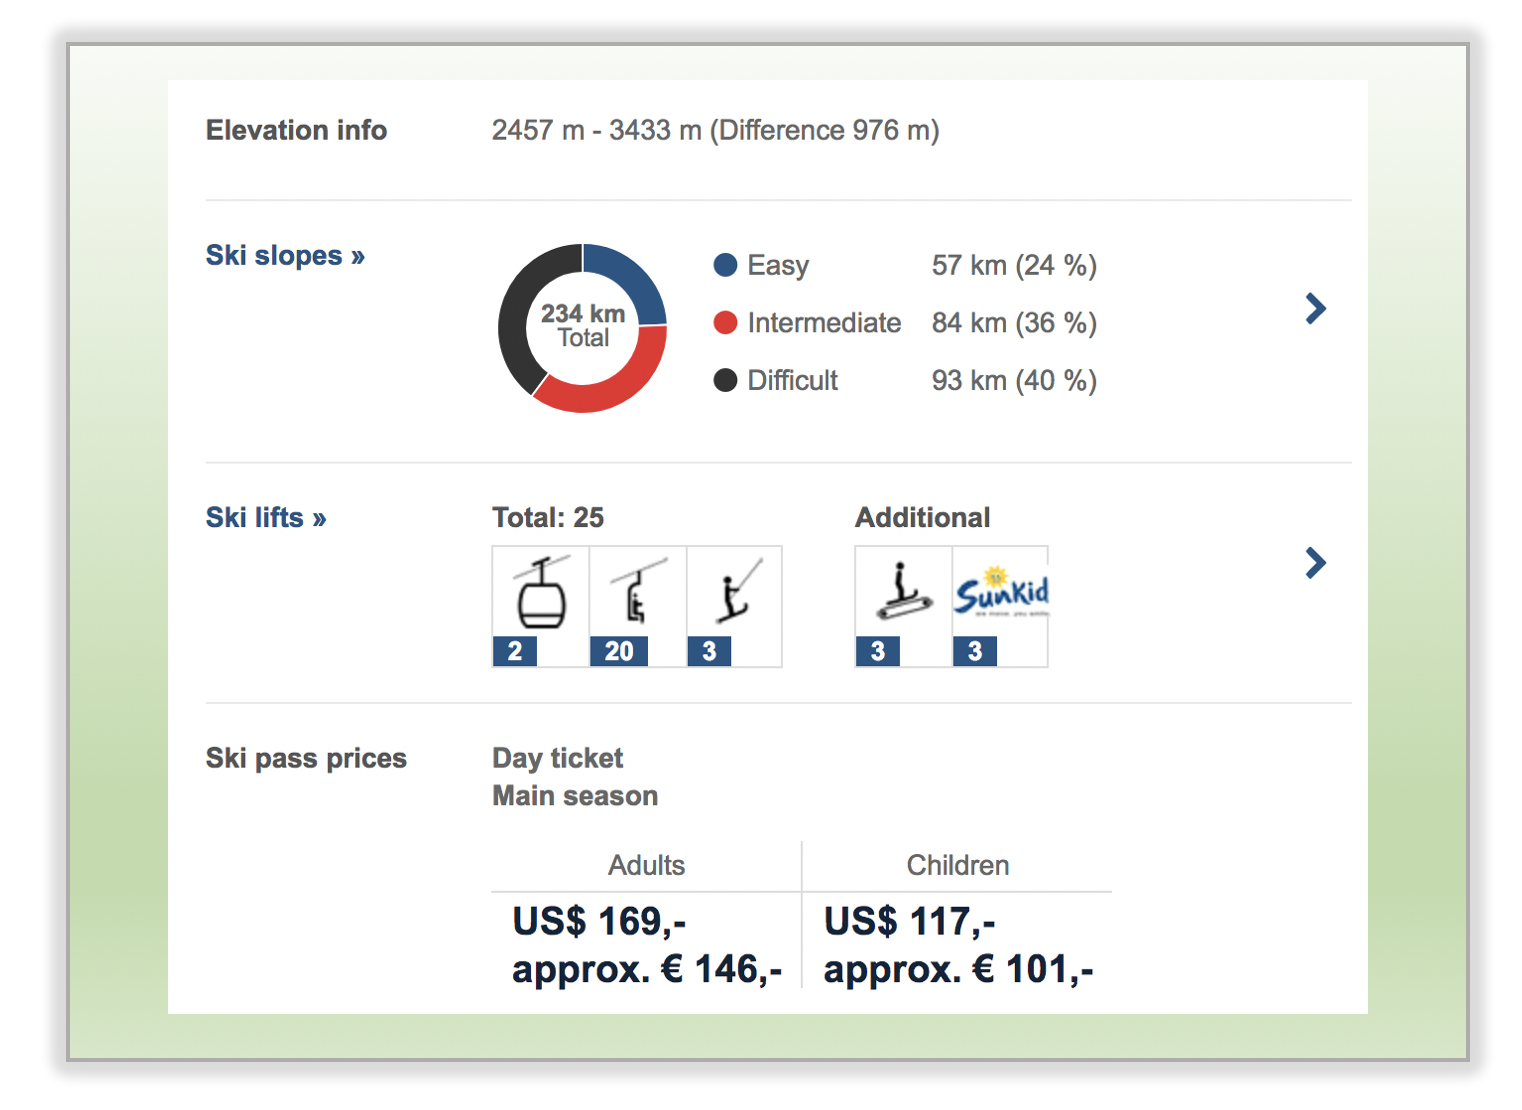 Elevation info 2457 m - 3433 m (Difference 976 m)
Ski slopes »
234 km
Total
Easy 57 km (24 %)
Intermediate 84 km (36 %)
Difficult 93 km (40 %)
Ski lifts » Total: 25 Additional
SunKid
2 20 3 3 3
Ski pass prices Day ticket
Main season
Adults Children
US$ 169,- US$ 117,-
approx. € 146,- approx. € 101,-